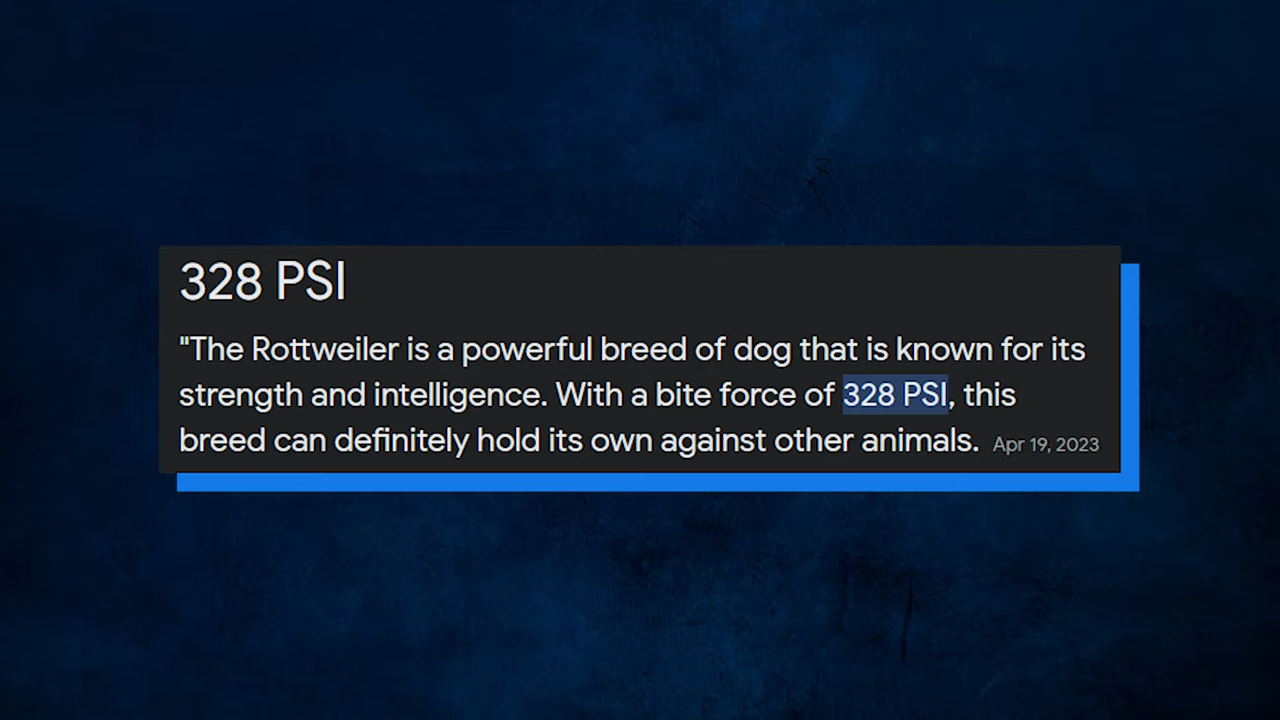 328 PSI
"The Rottweiler is a powerful breed of dog that is known for its
strength and intelligence. With a bite force of 328 PSI, this
breed can definitely hold its own against other animals. Apr 19, 2023